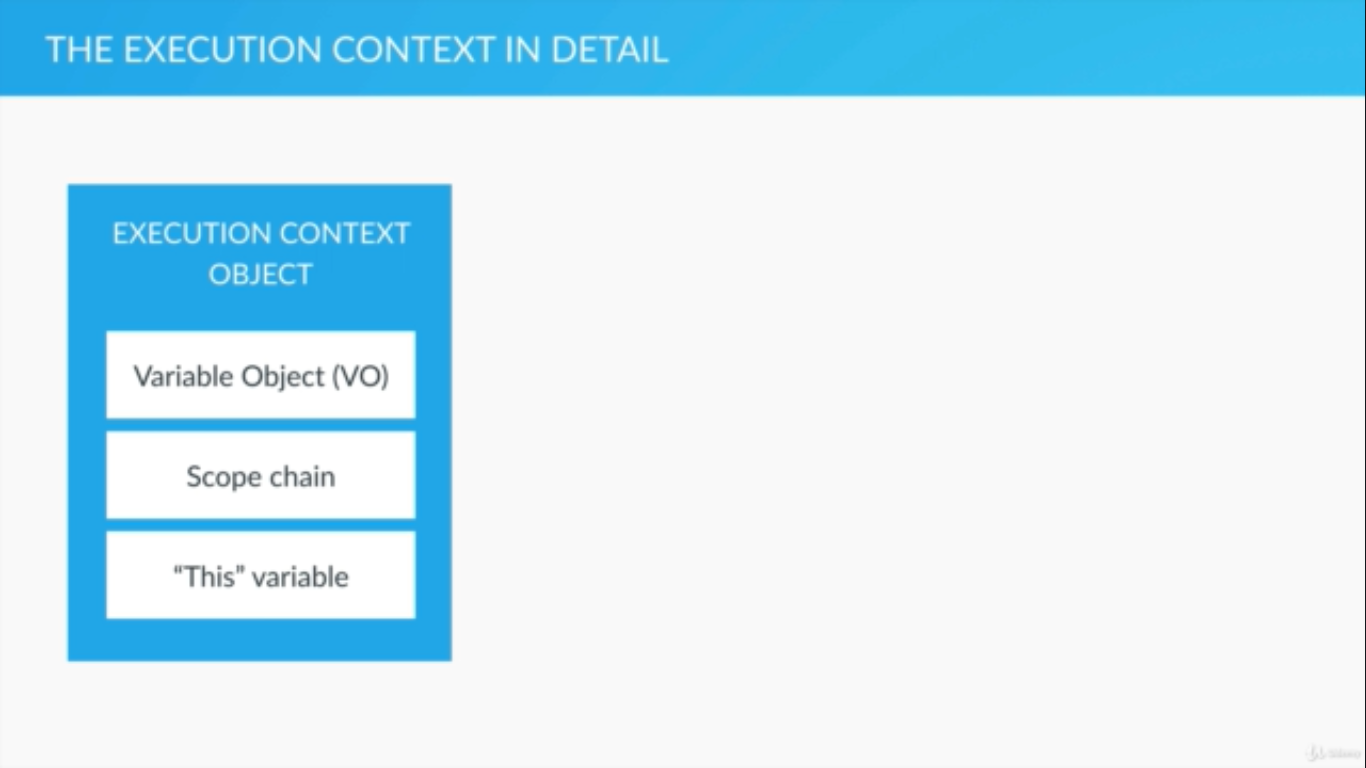 THE EXECUTION CONTEXT IN DETAIL
EXECUTION CONTEXT
OBJECT
Variable Object (VO)
Scope chain
“This” variable